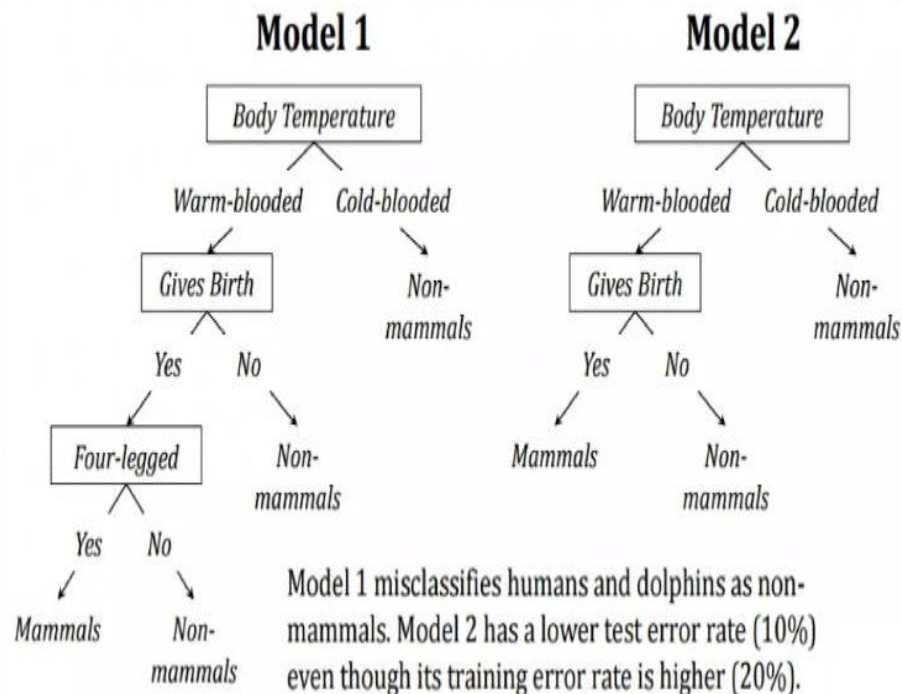 Model 1
Body Temperature
Warm-blooded
Cold-blooded
Gives Birth
Non-
mammals
Yes
No
Four-legged
Non-
mammals
Yes
No
Mammals
Non-
mammals
Model 2
Body Temperature
Warm-blooded
Cold-blooded
Gives Birth
Non-
mammals
Yes
No
Mammals
Non-
mammals
Model 1 misclassifies humans and dolphins as non-
mammals. Model 2 has a lower test error rate (10%)
even though its training error rate is higher (20%).